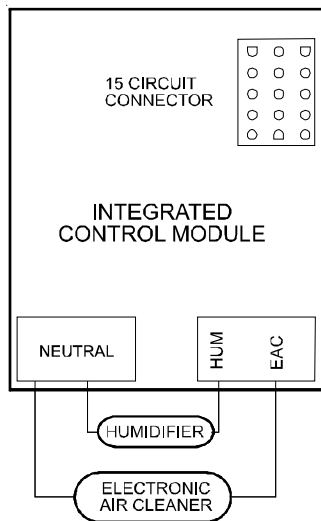 15 CIRCUIT
CONNECTOR
INTEGRATED
CONTROL MODULE
NEUTRAL
HUM
EAC
HUMIDIFIER
ELECTRONIC
AIR CLEANER